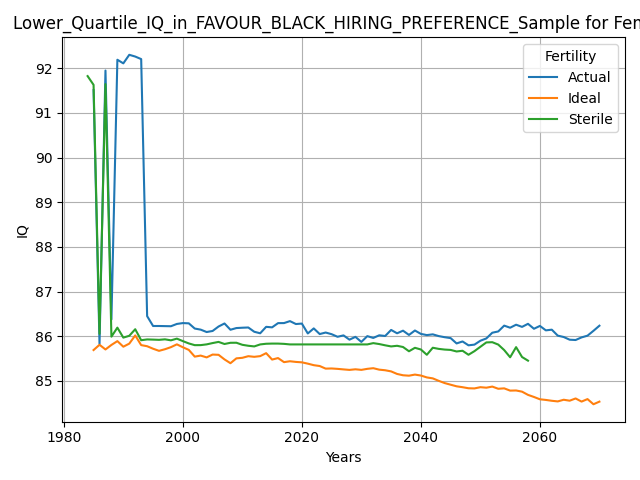 Lower_Quartile_IQ_in_FAVOUR_BLACK_HIRING_PREFERENCE_Sample for Fem
Fertility
Actual
Ideal
Sterile
92
91
90
89
88
87
86
85
IQ
1980
2000
2020
2040
2060
Years